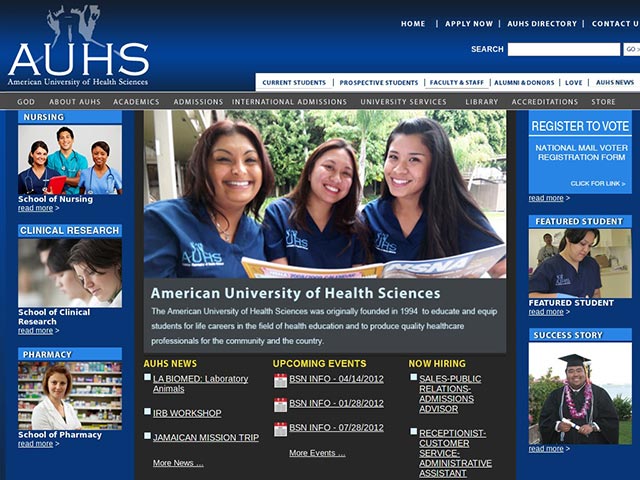 HOME | APPLY NOW | AUHS DIRECTORY | CONTACT U
SEARCH GO >
AUHS
American University of Health Sciences
CURRENT STUDENTS | PROSPECTIVE STUDENTS | FACULTY & STAFF | ALUMNI & DONORS | LOVE | AUHS NEWS
GOD ABOUT AUHS ACADEMICS ADMISSIONS INTERNATIONAL ADMISSIONS UNIVERSITY SERVICES LIBRARY ACCREDITATIONS STORE
NURSING
School of Nursing
read more >
CLINICAL RESEARCH
School of Clinical
Research
read more >
PHARMACY
School of Pharmacy
read more >
AUHS
AUHS
American University of Health Sciences
The American University of Health Sciences was originally founded in 1994 to educate and equip
students for life careers in the field of health education and to produce quality healthcare
professionals for the community and the country.
AUHS NEWS
LA BIOMED: Laboratory
Animals
IRB WORKSHOP
JAMAICAN MISSION TRIP
More News ...
UPCOMING EVENTS
BSN INFO - 04/14/2012
BSN INFO - 01/28/2012
BSN INFO - 07/28/2012
More Events ...
NOW HIRING
SALES-PUBLIC
RELATIONS-
ADMISSIONS
ADVISOR
RECEPTIONIST-
CUSTOMER
SERVICE-
ADMINISTRATIVE
ASSISTANT
REGISTER TO VOTE
NATIONAL MAIL VOTER
REGISTRATION FORM
CLICK FOR LINK >
read more >
FEATURED STUDENT
FEATURED STUDENT
read more >
SUCCESS STORY
read more >